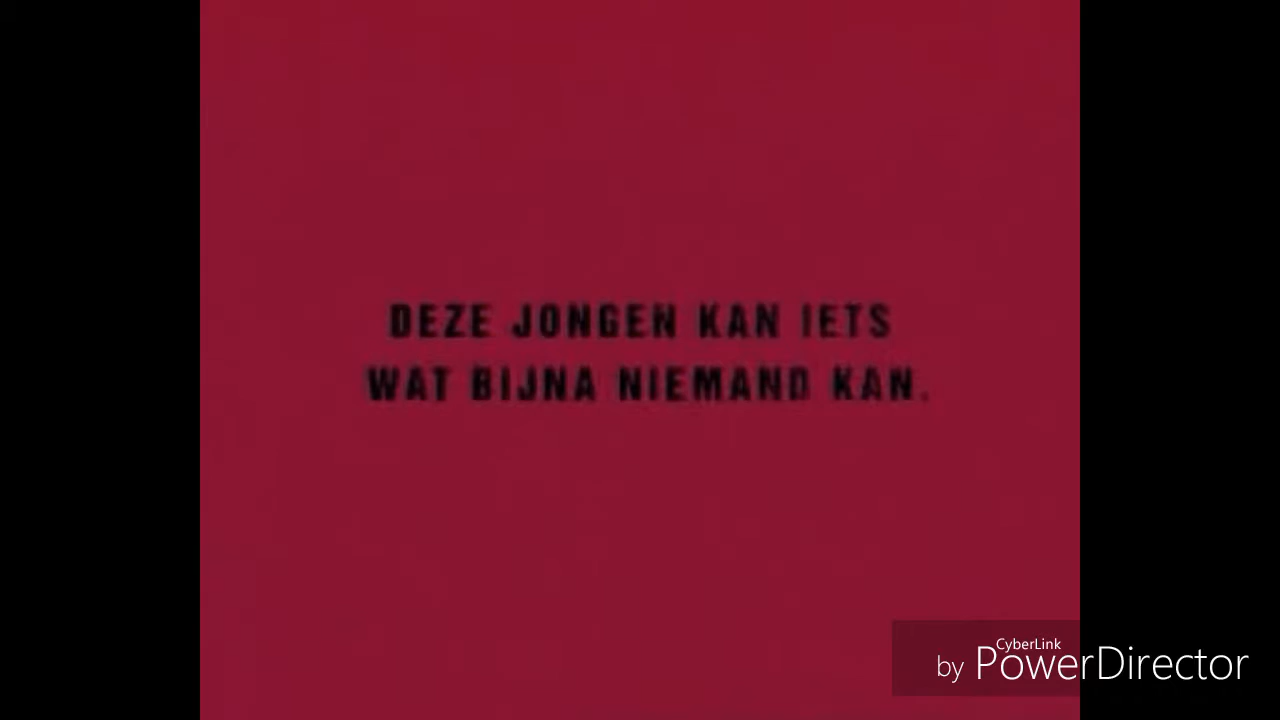 DEZE JONGEN KAN IETS
WAT BIJNA NIEMAND KAN.
CyberLink
by PowerDirector